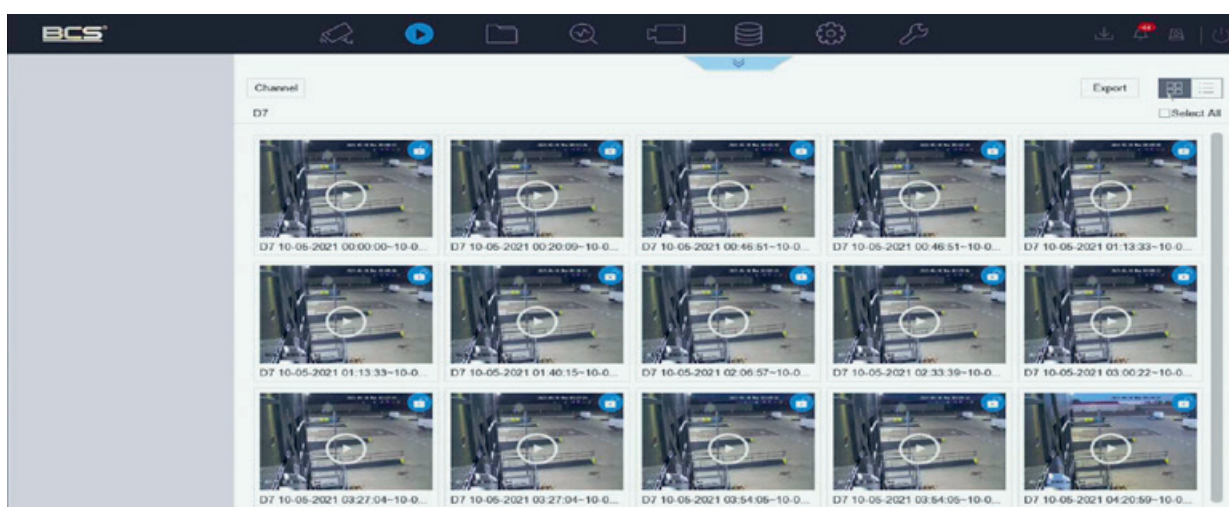 BCS
Channel
Export
D7
Select All
D7 10-05-2021 00:00:00~10-0...
D7 10-05-2021 00:20:09~10-0...
D7 10-05-2021 00:46:51~10-0...
D7 10-05-2021 00:46:51~10-0...
D7 10-05-2021 01:13:33~10-0...
D7 10-05-2021 01:13:33~10-0...
D7 10-05-2021 01:40:15~10-0...
D7 10-05-2021 02:06:57~10-0...
D7 10-05-2021 02:33:39~10-0...
D7 10-05-2021 03:00:22~10-0...
D7 10-05-2021 03:27:04~10-0...
D7 10-05-2021 03:27:04~10-0...
D7 10-05-2021 03:54:05~10-0...
D7 10-05-2021 03:54:05~10-0...
D7 10-05-2021 04:20:59~10-0...